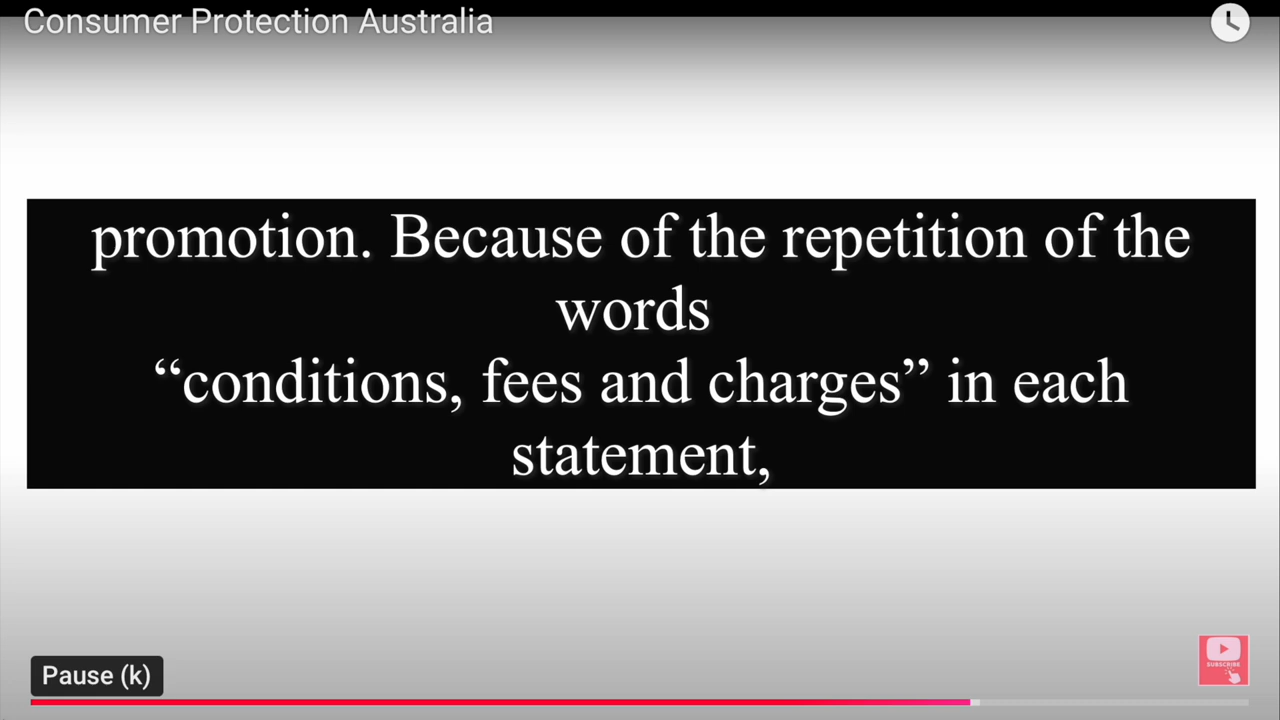 Consumer Protection Australia
promotion. Because of the repetition of the
words
“conditions, fees and charges” in each
statement,
SUBSCRIBE
Pause (k)